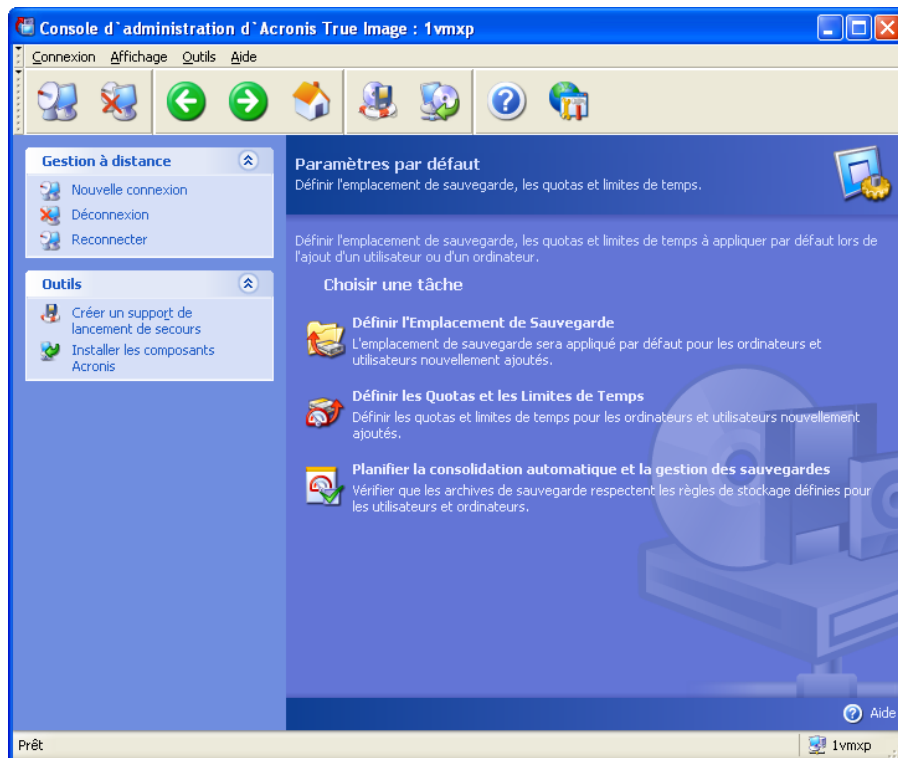 Console d`administration d`Acronis True Image : 1vmxp
Connexion Affichage Outils Aide
Gestion à distance
Nouvelle connexion
Déconnexion
Reconnecter
Outils
Créer un support de
lancement de secours
Installer les composants
Acronis
Paramètres par défaut
Définir l'emplacement de sauvegarde, les quotas et limites de temps.
Définir l'emplacement de sauvegarde, les quotas et limites de temps à appliquer par défaut lors de
l'ajout d'un utilisateur ou d'un ordinateur.
Choisir une tâche
Définir l'Emplacement de Sauvegarde
L'emplacement de sauvegarde sera appliqué par défaut pour les ordinateurs et
utilisateurs nouvellement ajoutés.
Définir les Quotas et les Limites de Temps
Définir les quotas et limites de temps pour les ordinateurs et utilisateurs nouvellement
ajoutés.
Planifier la consolidation automatique et la gestion des sauvegardes
Vérifier que les archives de sauvegarde respectent les règles de stockage définies pour
les utilisateurs et ordinateurs.
Aide
Prêt
1vmxp